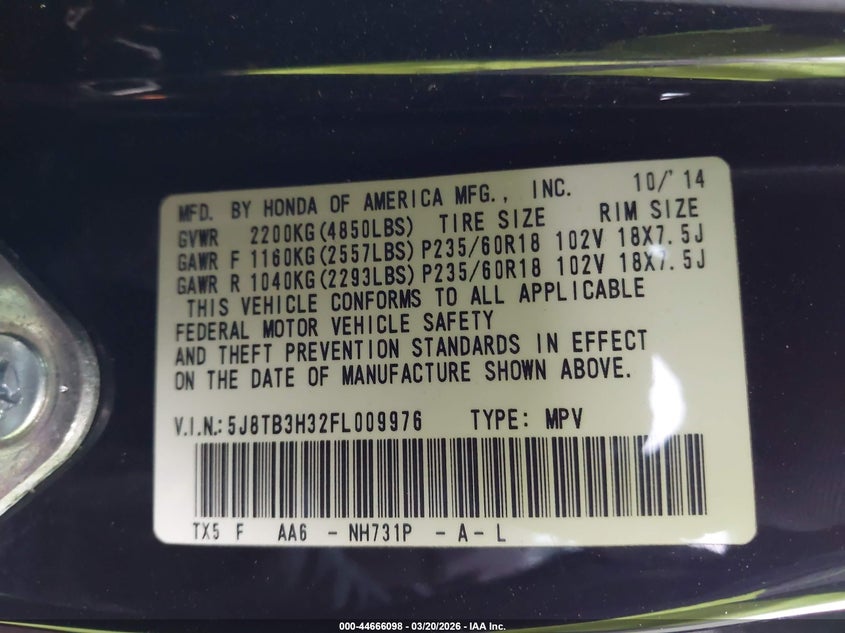 MFD. BY HONDA OF AMERICA MFG., INC. 10/'14
GVWR 2200KG(4850LBS) TIRE SIZE RIM SIZE
GAWR F 1160KG(2557LBS) P235/60R18 102V 18X7.5J
GAWR R 1040KG(2293LBS) P235/60R18 102V 18X7.5J
THIS VEHICLE CONFORMS TO ALL APPLICABLE
FEDERAL MOTOR VEHICLE SAFETY
AND THEFT PREVENTION STANDARDS IN EFFECT
ON THE DATE OF MANUFACTURE SHOWN ABOVE.
V.I.N.: 5J8TB3H32FL009976 TYPE: MPV
TX5 F AA6 - NH731P - A - L
000-44666098 - 03/20/2026 - IAA Inc.